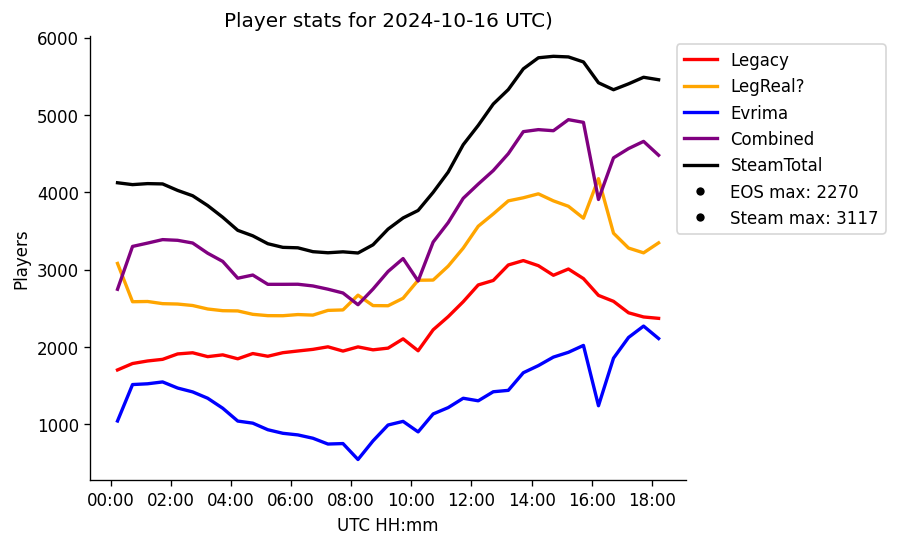 Player stats for 2024-10-16 UTC)
6000
5000
4000
3000
2000
1000
Players
00:00 02:00 04:00 06:00 08:00 10:00 12:00 14:00 16:00 18:00
UTC HH:mm
Legacy
LegReal?
Evrima
Combined
SteamTotal
EOS max: 2270
Steam max: 3117